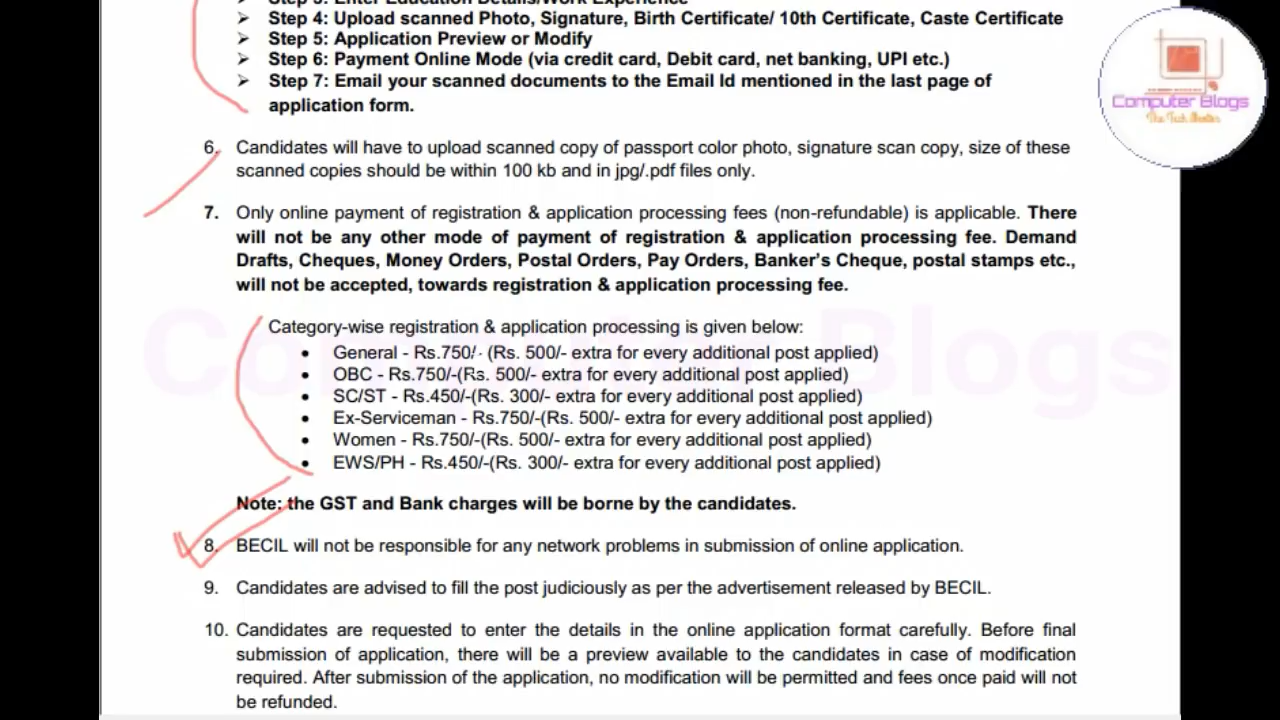 Step 3: Enter Education Details/Work Experience
➢ Step 4: Upload scanned Photo, Signature, Birth Certificate/ 10th Certificate, Caste Certificate
➢ Step 5: Application Preview or Modify
➢ Step 6: Payment Online Mode (via credit card, Debit card, net banking, UPI etc.)
➢ Step 7: Email your scanned documents to the Email Id mentioned in the last page of
application form.
Computer Blogs
The Tech Mentor
6. Candidates will have to upload scanned copy of passport color photo, signature scan copy, size of these
scanned copies should be within 100 kb and in jpg/.pdf files only.
7. Only online payment of registration & application processing fees (non-refundable) is applicable. There
will not be any other mode of payment of registration & application processing fee. Demand
Drafts, Cheques, Money Orders, Postal Orders, Pay Orders, Banker's Cheque, postal stamps etc.,
will not be accepted, towards registration & application processing fee.
Computer Blogs
Category-wise registration & application processing is given below:
• General - Rs.750/- (Rs. 500/- extra for every additional post applied)
• OBC - Rs.750/-(Rs. 500/- extra for every additional post applied)
• SC/ST - Rs.450/-(Rs. 300/- extra for every additional post applied)
• Ex-Serviceman - Rs.750/-(Rs. 500/- extra for every additional post applied)
• Women - Rs.750/-(Rs. 500/- extra for every additional post applied)
• EWS/PH - Rs.450/-(Rs. 300/- extra for every additional post applied)
Note: the GST and Bank charges will be borne by the candidates.
8. BECIL will not be responsible for any network problems in submission of online application.
9. Candidates are advised to fill the post judiciously as per the advertisement released by BECIL.
10. Candidates are requested to enter the details in the online application format carefully. Before final
submission of application, there will be a preview available to the candidates in case of modification
required. After submission of the application, no modification will be permitted and fees once paid will not
be refunded.